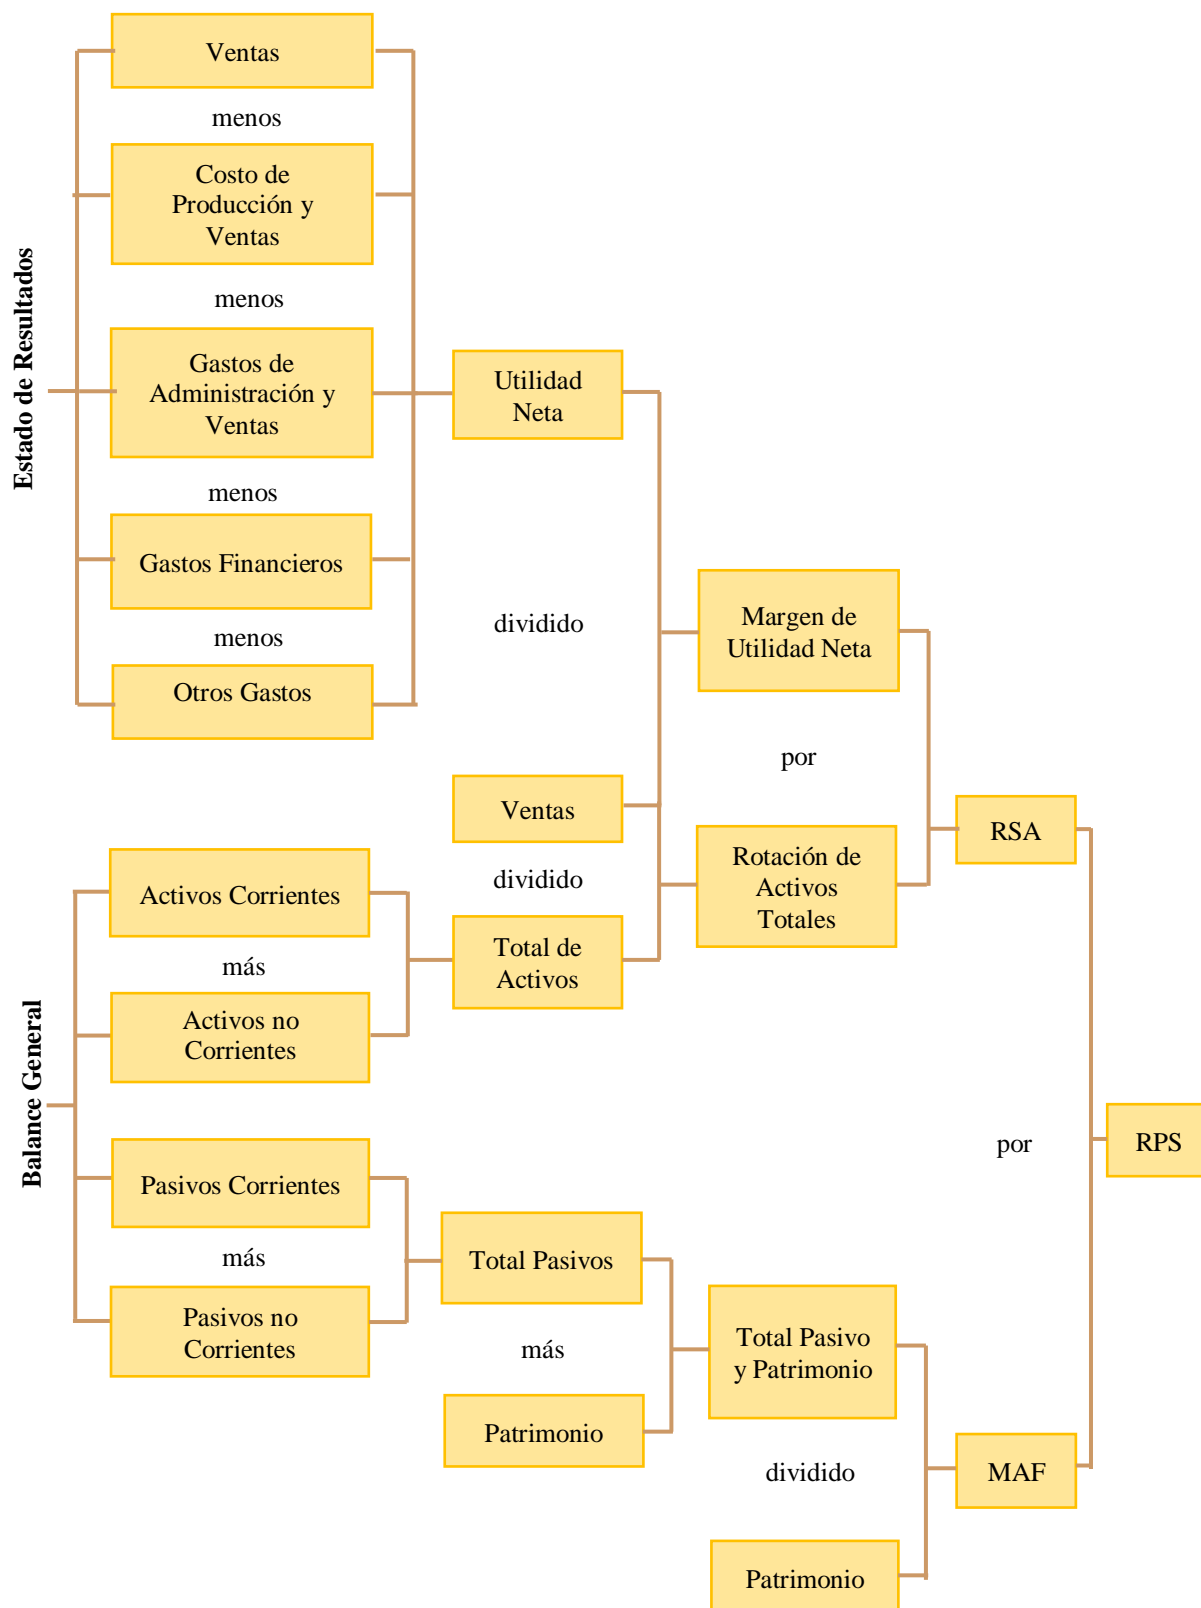 Estado de Resultados
Ventas
menos
Costo de
Producción y
Ventas
menos
Gastos de
Administración y
Ventas
menos
Gastos Financieros
menos
Otros Gastos
Utilidad
Neta
dividido
Ventas
dividido
Total de
Activos
Margen de
Utilidad Neta
por
Rotación de
Activos
Totales
RSA
Balance General
Activos Corrientes
más
Activos no
Corrientes
Pasivos Corrientes
más
Pasivos no
Corrientes
Total Pasivos
más
Patrimonio
Total Pasivo
y Patrimonio
dividido
Patrimonio
MAF
por
RPS